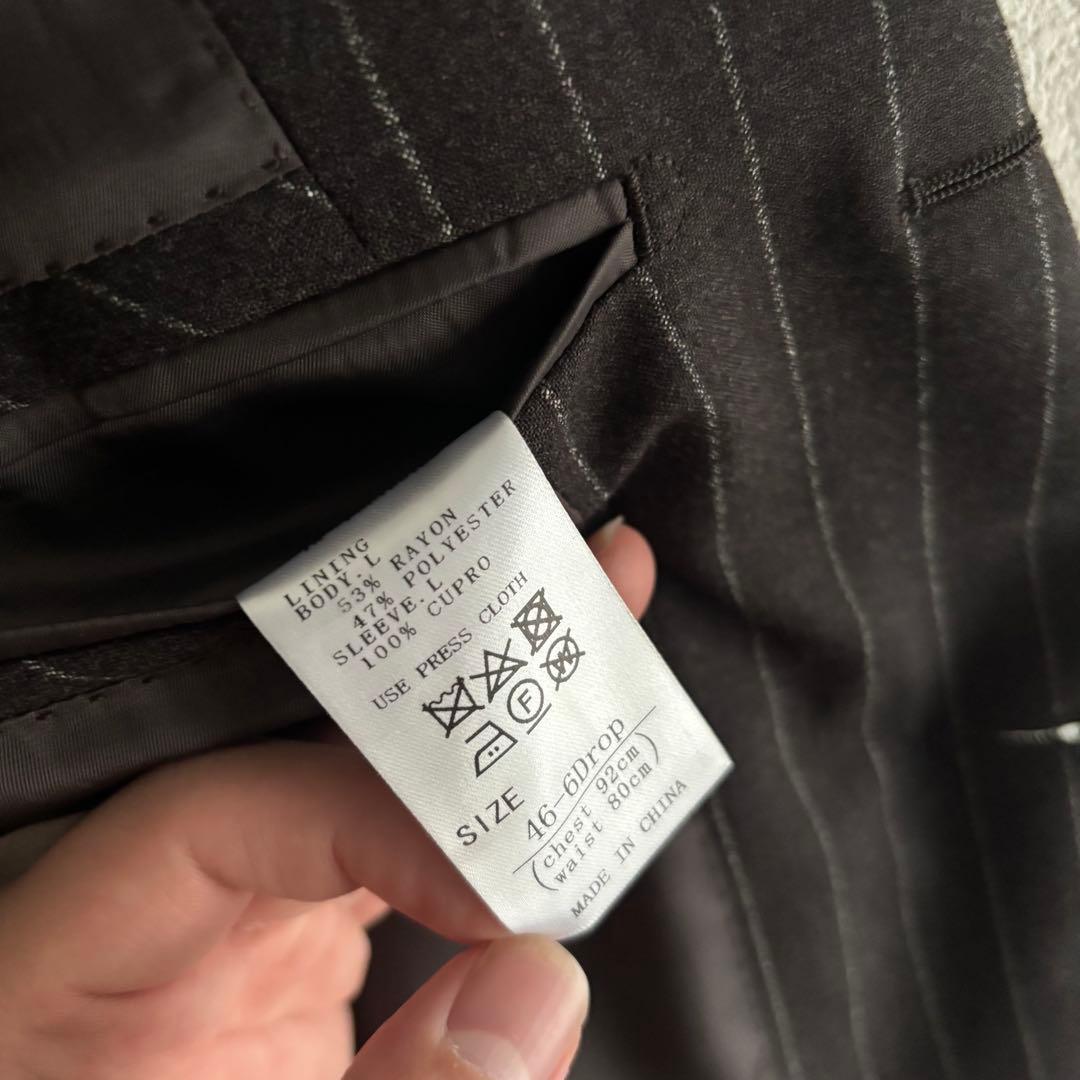 LINING
BODY.L
53% RAYON
47% POLYESTER
SLEEVE.L
100% CUPRO
USE PRESS CLOTH
W
F
SIZE
46-6Drop
(chest 92cm
waist 80cm)
MADE IN CHINA